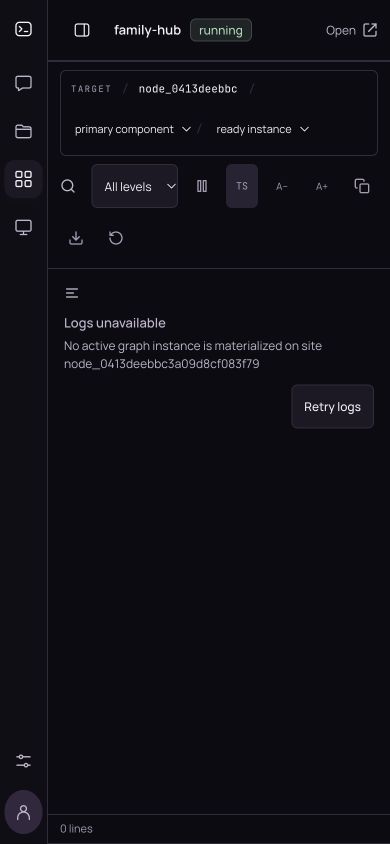 family-hub running Open
TARGET / node_0413deebbc /
primary component / ready instance
All levels TS A− A+
Logs unavailable
No active graph instance is materialized on site
node_0413deebbc3a09d8cf083f79
Retry logs
0 lines